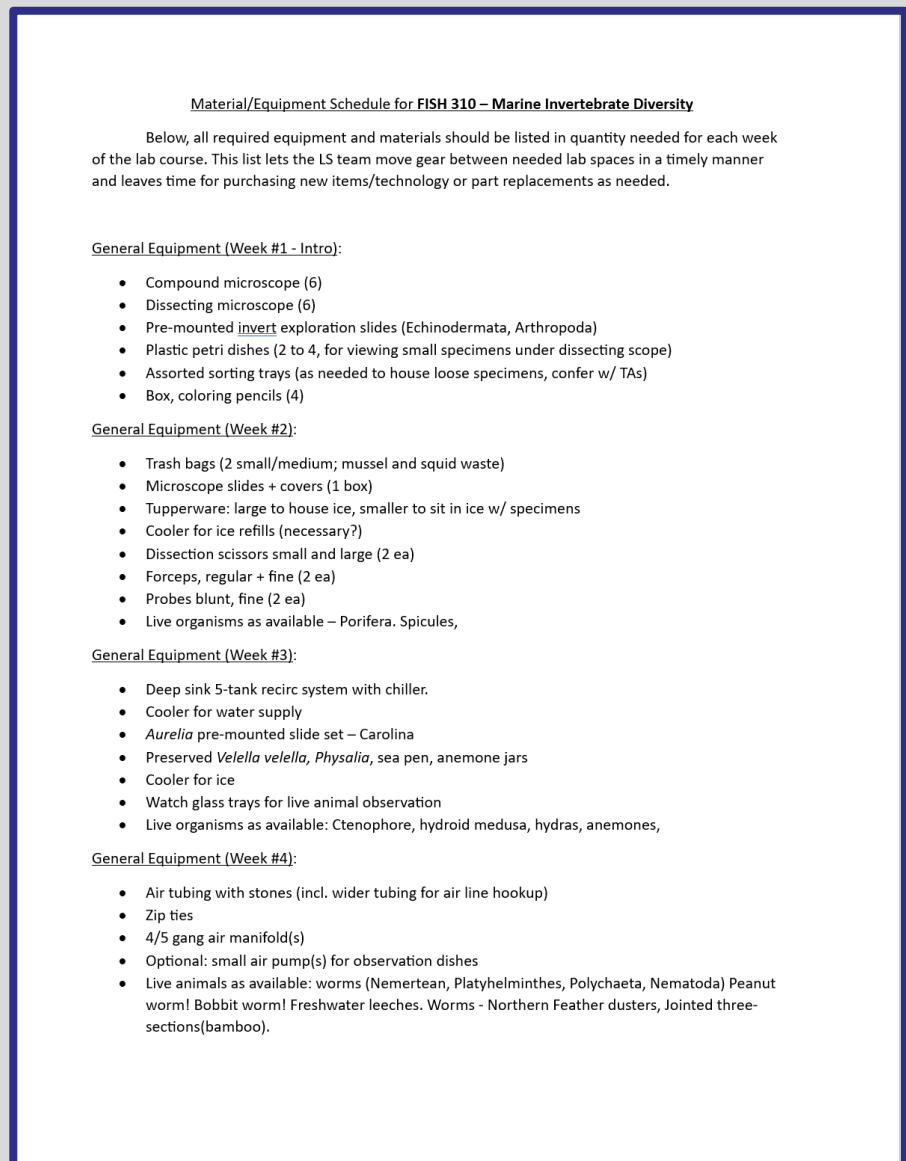 Material/Equipment Schedule for FISH 310 – Marine Invertebrate Diversity
Below, all required equipment and materials should be listed in quantity needed for each week
of the lab course. This list lets the LS team move gear between needed lab spaces in a timely manner
and leaves time for purchasing new items/technology or part replacements as needed.
General Equipment (Week #1 - Intro):
• Compound microscope (6)
• Dissecting microscope (6)
• Pre-mounted invert exploration slides (Echinodermata, Arthropoda)
• Plastic petri dishes (2 to 4, for viewing small specimens under dissecting scope)
• Assorted sorting trays (as needed to house loose specimens, confer w/ TAs)
• Box, coloring pencils (4)
General Equipment (Week #2):
• Trash bags (2 small/medium; mussel and squid waste)
• Microscope slides + covers (1 box)
• Tupperware: large to house ice, smaller to sit in ice w/ specimens
• Cooler for ice refills (necessary?)
• Dissection scissors small and large (2 ea)
• Forceps, regular + fine (2 ea)
• Probes blunt, fine (2 ea)
• Live organisms as available – Porifera. Spicules,
General Equipment (Week #3):
• Deep sink 5-tank recirc system with chiller.
• Cooler for water supply
• Aurelia pre-mounted slide set – Carolina
• Preserved Velella velella, Physalia, sea pen, anemone jars
• Cooler for ice
• Watch glass trays for live animal observation
• Live organisms as available: Ctenophore, hydroid medusa, hydras, anemones,
General Equipment (Week #4):
• Air tubing with stones (incl. wider tubing for air line hookup)
• Zip ties
• 4/5 gang air manifold(s)
• Optional: small air pump(s) for observation dishes
• Live animals as available: worms (Nemertean, Platyhelminthes, Polychaeta, Nematoda) Peanut
worm! Bobbit worm! Freshwater leeches. Worms - Northern Feather dusters, Jointed three-
sections(bamboo).